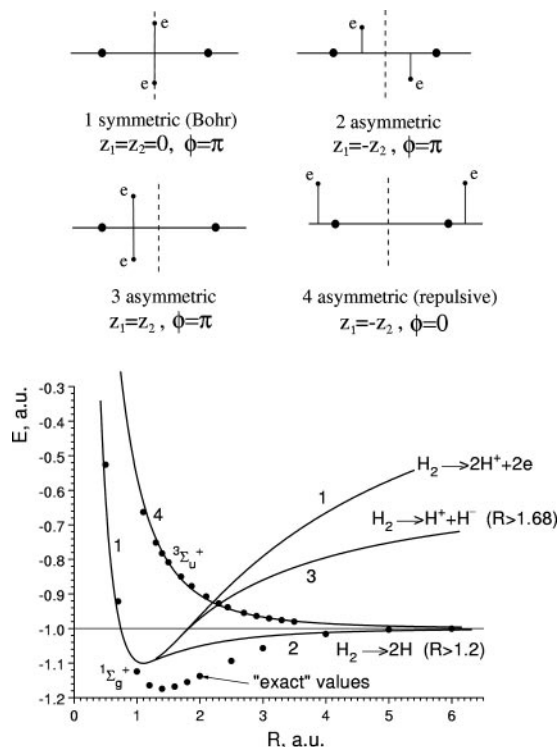 e
e
1 symmetric (Bohr)
z₁=z₂=0, ϕ=π
e
e
2 asymmetric
z₁=-z₂ , ϕ=π
e
e
3 asymmetric
z₁=z₂ , ϕ=π
e
e
4 asymmetric (repulsive)
z₁=-z₂ , ϕ=0
E, a.u.
-0.3
-0.4
-0.5
-0.6
-0.7
-0.8
-0.9
-1.0
-1.1
1
4
³Σᵤ⁺
1
H₂→2H⁺+2e
H₂→H⁺+H⁻ (R>1.68)
3
2
H₂→2H (R>1.2)
¹Σg⁺
"exact" values
0
1
2
3
4
5
6
R, a.u.